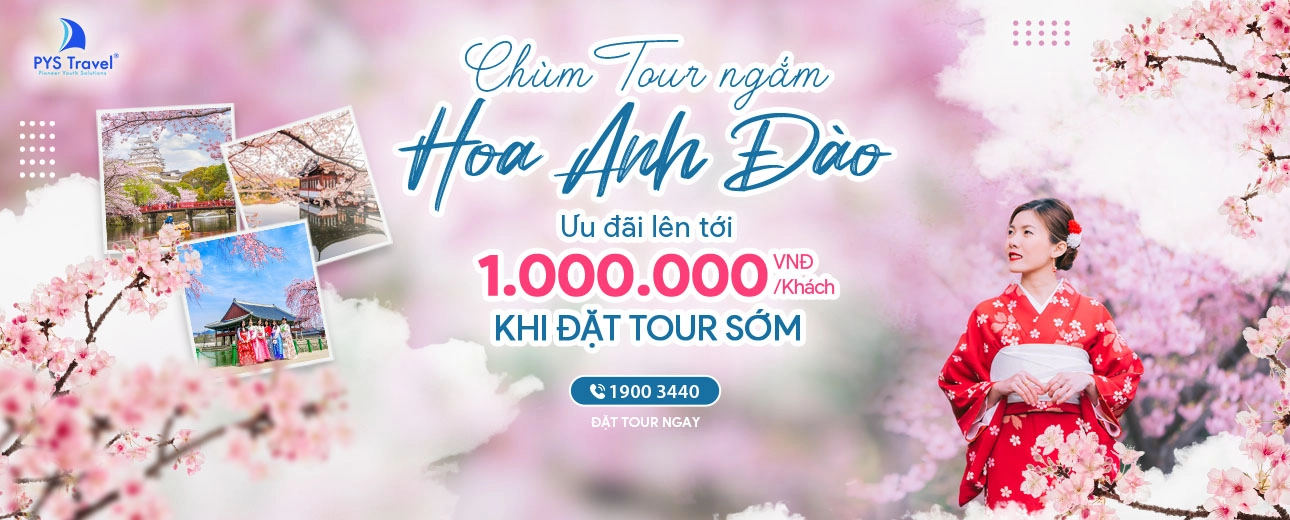 PYS Travel®
Pioneer Youth Solutions
Chùm Tour ngắm
Hoa Anh Đào
Ưu đãi lên tới
1.000.000 VNĐ
/Khách
KHI ĐẶT TOUR SỚM
1900 3440
ĐẶT TOUR NGAY